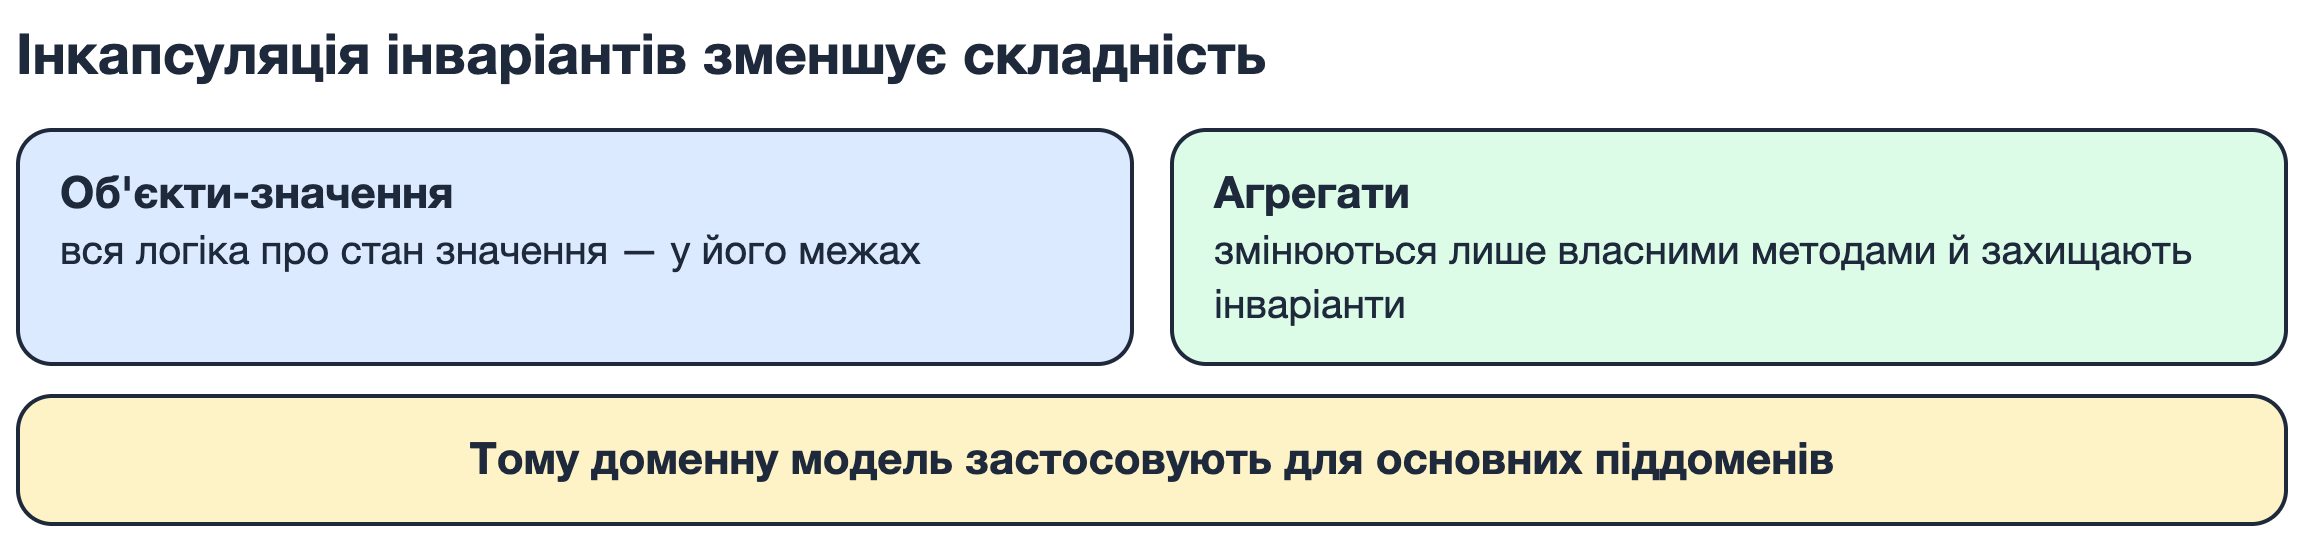 Інкапсуляція інваріантів зменшує складність
Об'єкти-значення
вся логіка про стан значення — у його межах
Агрегати
змінюються лише власними методами й захищають
інваріанти
Тому доменну модель застосовують для основних піддоменів